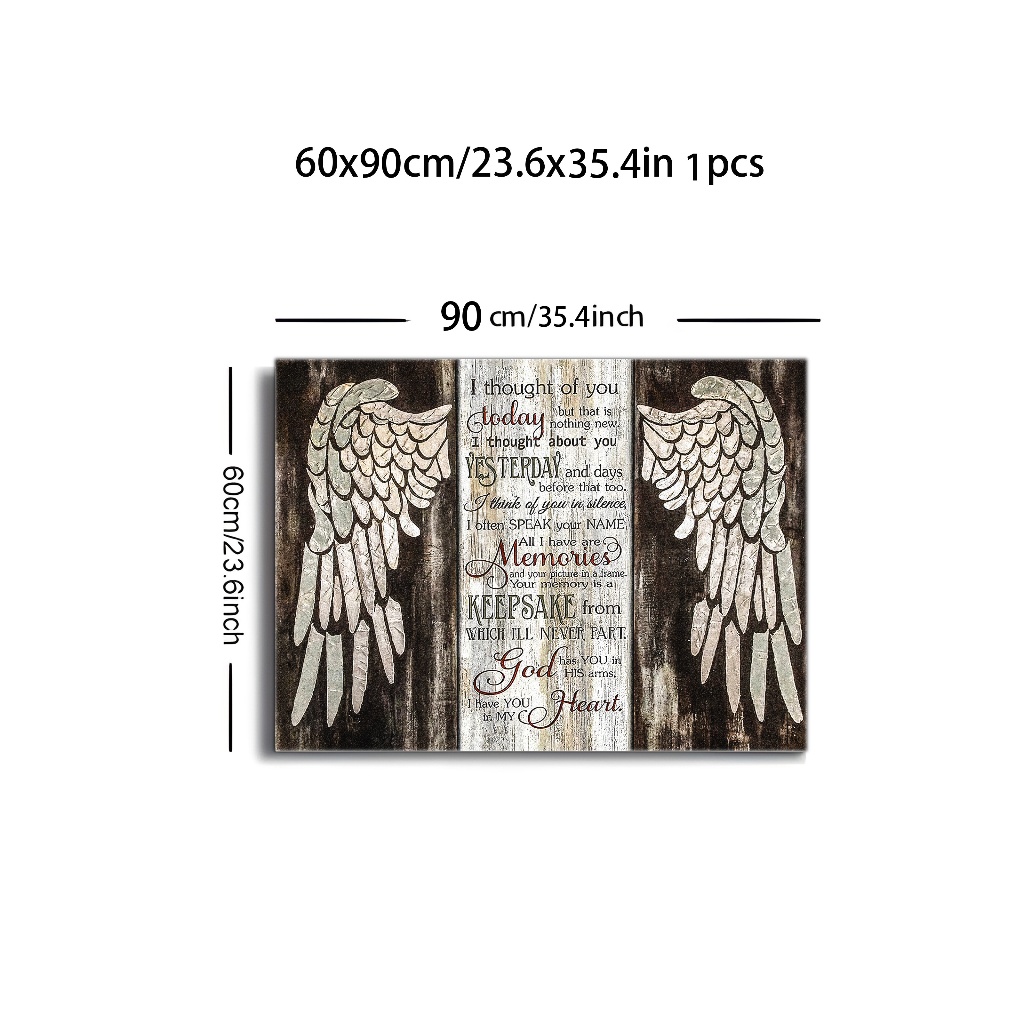 60x90cm/23.6x35.4in 1pcs
90 cm/35.4inch
60cm/23.6inch
I thought of you
today but that is
nothing new.
I thought about you
YESTERDAY and days
before that too.
I think of you in silence,
I often SPEAK your NAME
All I have are
Memories
and your picture in a frame.
Your memory is a
KEEPSAKE from
WHICH I'LL NEVER PART.
God has YOU in
HIS arms,
I have YOU
in MY Heart.